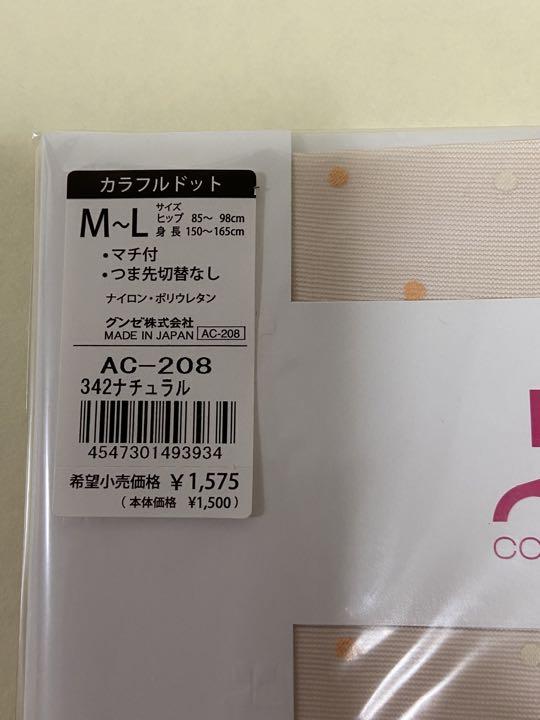 カラフルドット
M~L サイズ ヒップ 85~ 98cm 身長 150~165cm
・マチ付
・つま先切替なし
ナイロン・ポリウレタン
グンゼ株式会社
MADE IN JAPAN AC-208
AC-208
342ナチュラル
4547301493934
希望小売価格 ¥1,575
(本体価格 ¥1,500)